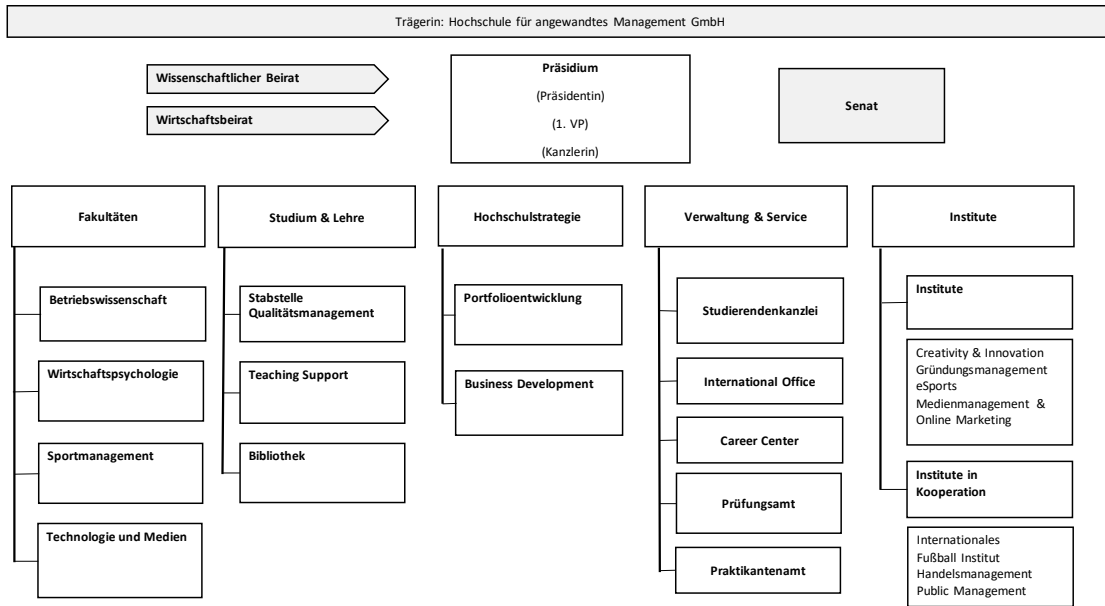 Trägerin: Hochschule für angewandtes Management GmbH
Wissenschaftlicher Beirat
Wirtschaftsbeirat
Präsidium
(Präsidentin)
(1. VP)
(Kanzlerin)
Senat
Fakultäten
Betriebswissenschaft
Wirtschaftspsychologie
Sportmanagement
Technologie und Medien
Studium & Lehre
Stabstelle
Qualitätsmanagement
Teaching Support
Bibliothek
Hochschulstrategie
Portfolioentwicklung
Business Development
Verwaltung & Service
Studierendenkanzlei
International Office
Career Center
Prüfungsamt
Praktikantenamt
Institute
Institute
Creativity & Innovation
Gründungsmanagement
eSports
Medienmanagement &
Online Marketing
Institute in
Kooperation
Internationales
Fußball Institut
Handelsmanagement
Public Management